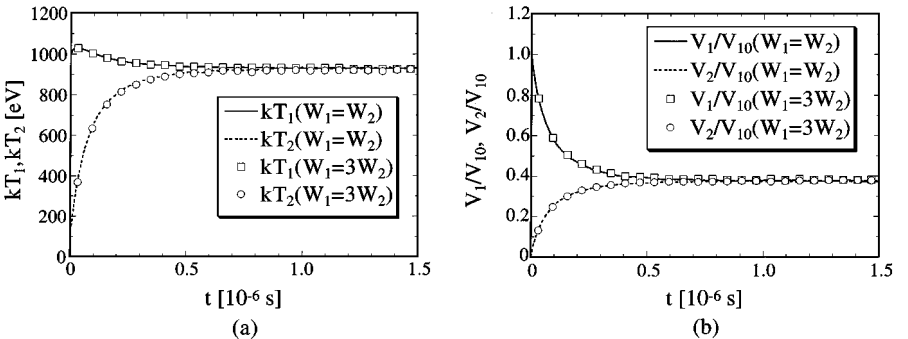 1200
1000
800
600
400
200
0
kT₁,kT₂ [eV]
kT₁(W₁=W₂)
kT₂(W₁=W₂)
kT₁(W₁=3W₂)
kT₂(W₁=3W₂)
0 0.5 1.0 1.5
t [10⁻⁶ s]
(a)
1.2
1.0
0.8
0.6
0.4
0.2
0
V₁/V₁₀, V₂/V₁₀
V₁/V₁₀(W₁=W₂)
V₂/V₁₀(W₁=W₂)
V₁/V₁₀(W₁=3W₂)
V₂/V₁₀(W₁=3W₂)
0 0.5 1.0 1.5
t [10⁻⁶ s]
(b)